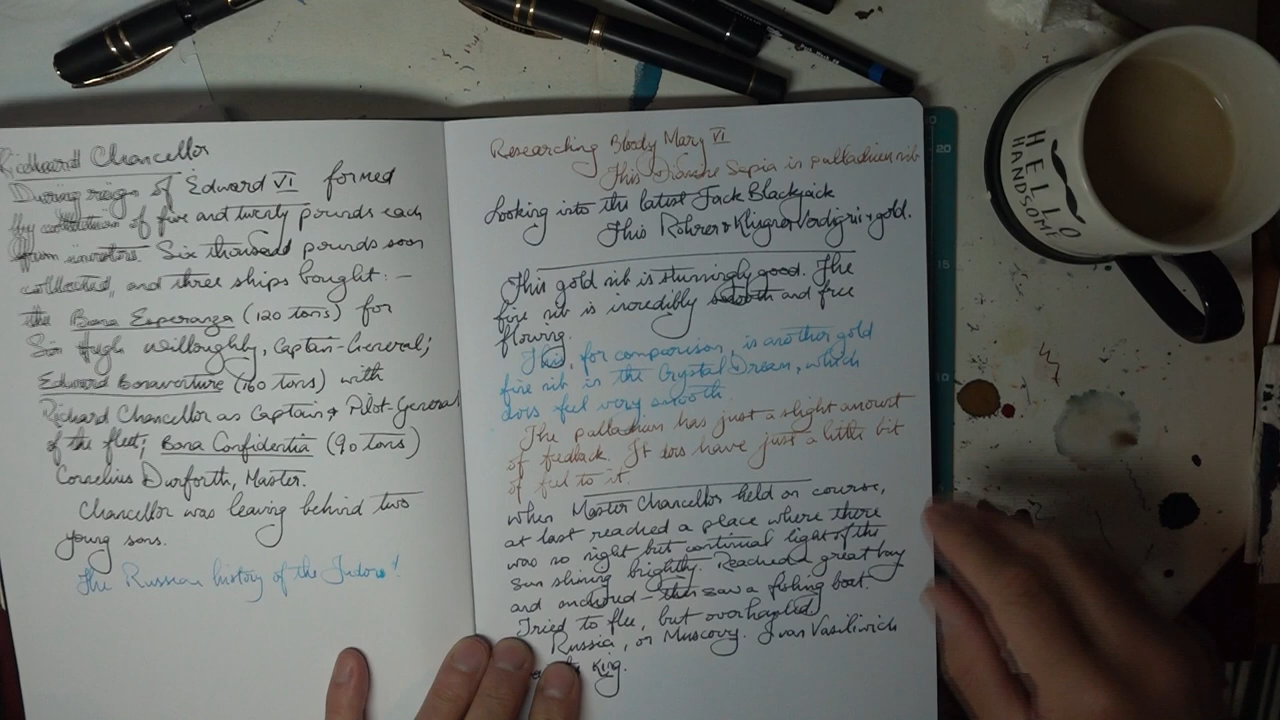 Richard Chancellor
During reign of Edward VI formed
by contribution of five and twenty pounds each
from investors. Six thousand pounds soon
collected, and three ships bought: -
the Bona Esperanza (120 tons) for
Sir Hugh Willoughby, Captain-General;
Edward Bonaventure (160 tons) with
Richard Chancellor as Captain & Pilot-General
of the fleet; Bona Confidentia (90 tons)
Cornelius Durforth, Master.
Chancellor was leaving behind two
young sons.
The Russian history of the Tudors!
Researching Bloody Mary VI
This Diamine Sepia in palladium nib
Looking into the latest Jack Blackjack
This Rohrer & Klingner Verdigris & gold.
This gold nib is stunningly good. The
fine nib is incredibly smooth and free
flowing.
This, for comparison, is another gold
fine nib in the Crystal Dream, which
does feel very smooth.
The palladium has just a slight amount
of feedback. It does have just a little bit
of feel to it.
When Master Chancellor held on course,
at last reached a place where there
was no night but continual light of the
sun shining brightly. Reached a great bay
and anchored - then saw a fishing boat.
Tried to flee, but overhauled.
Russia, or Muscovy. Ivan Vasilivich
King.
HELLO
HANDSOME
20
15
10